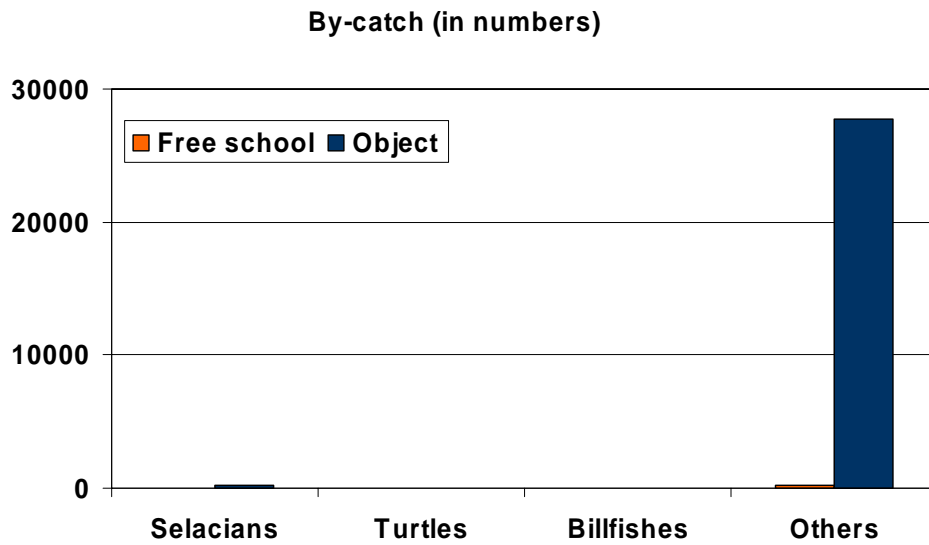 By-catch (in numbers)
30000
Free school Object
20000
10000
0
Selacians Turtles Billfishes Others